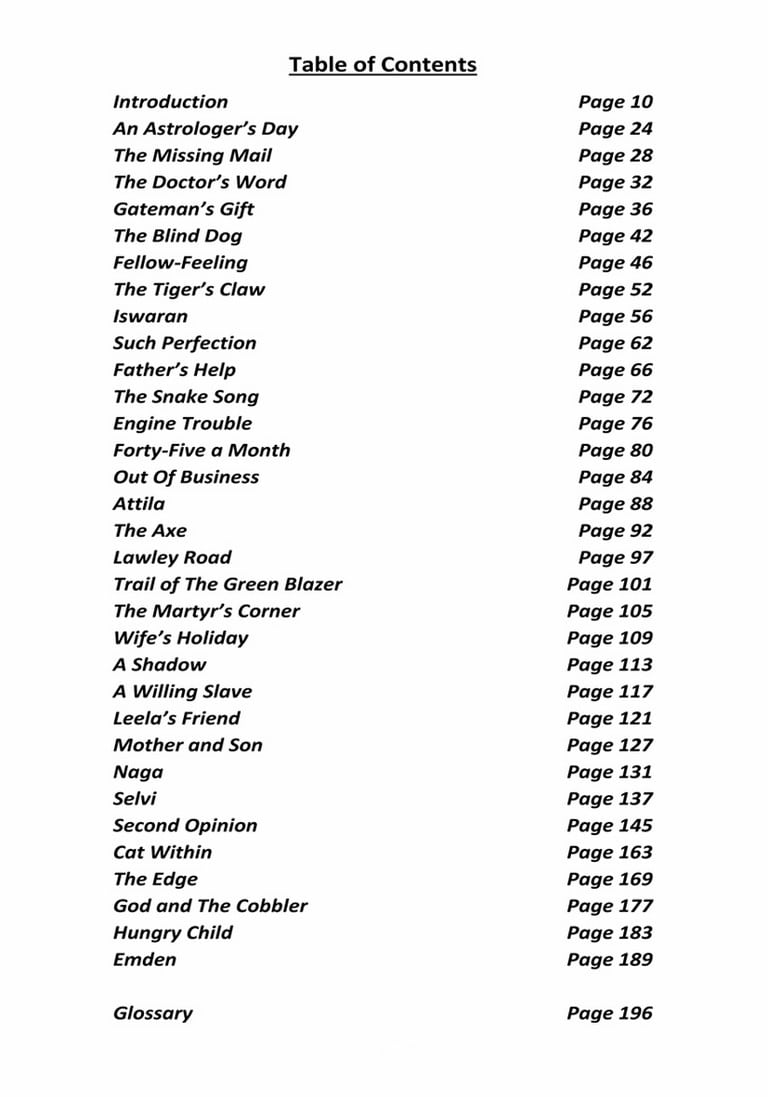 Table of Contents
Introduction Page 10
An Astrologer’s Day Page 24
The Missing Mail Page 28
The Doctor’s Word Page 32
Gateman’s Gift Page 36
The Blind Dog Page 42
Fellow-Feeling Page 46
The Tiger’s Claw Page 52
Iswaran Page 56
Such Perfection Page 62
Father’s Help Page 66
The Snake Song Page 72
Engine Trouble Page 76
Forty-Five a Month Page 80
Out Of Business Page 84
Attila Page 88
The Axe Page 92
Lawley Road Page 97
Trail of The Green Blazer Page 101
The Martyr’s Corner Page 105
Wife’s Holiday Page 109
A Shadow Page 113
A Willing Slave Page 117
Leela’s Friend Page 121
Mother and Son Page 127
Naga Page 131
Selvi Page 137
Second Opinion Page 145
Cat Within Page 163
The Edge Page 169
God and The Cobbler Page 177
Hungry Child Page 183
Emden Page 189
Glossary Page 196